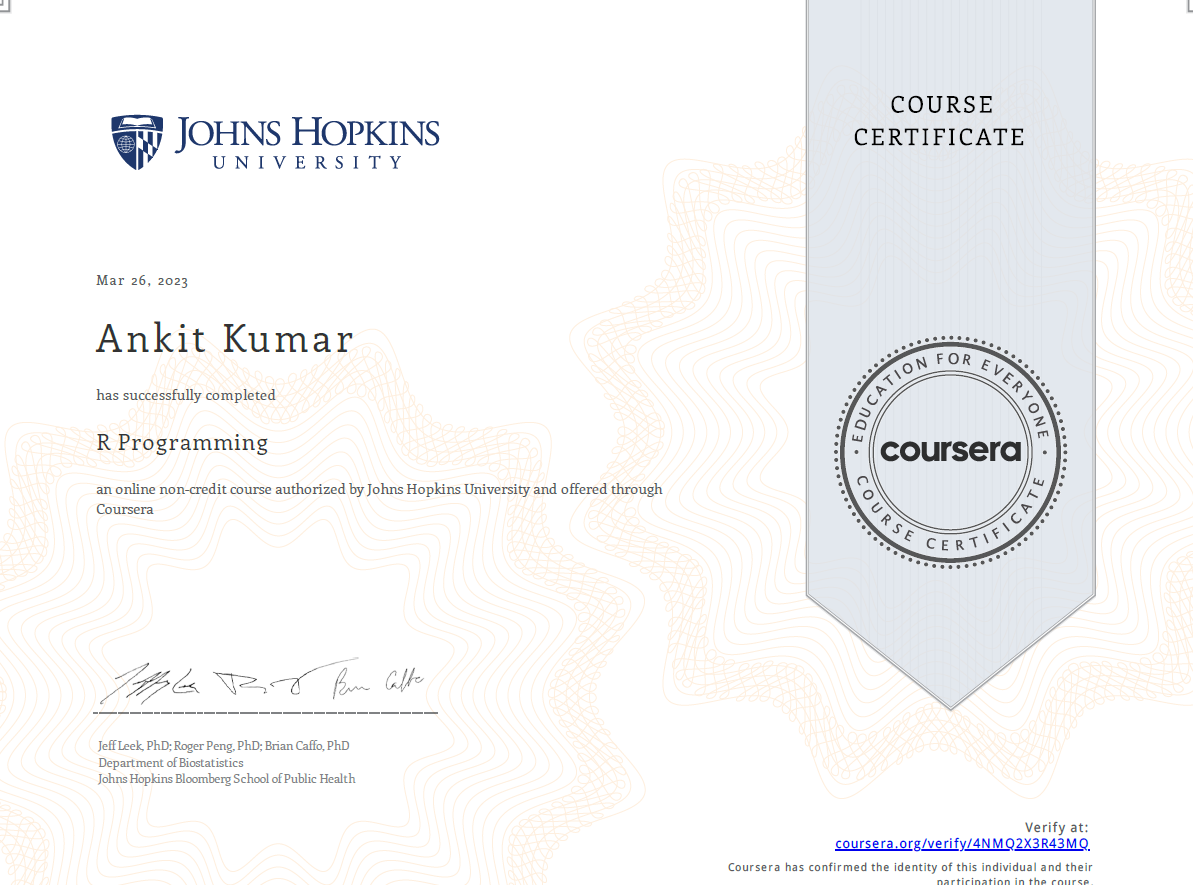 JOHNS HOPKINS
UNIVERSITY
COURSE
CERTIFICATE
Mar 26, 2023
Ankit Kumar
has successfully completed
R Programming
an online non-credit course authorized by Johns Hopkins University and offered through
Coursera
EDUCATION FOR EVERYONE
coursera
COURSE CERTIFICATE
Jeff Leek, PhD; Roger Peng, PhD; Brian Caffo, PhD
Department of Biostatistics
Johns Hopkins Bloomberg School of Public Health
Verify at:
coursera.org/verify/4NMQ2X3R43MQ
Coursera has confirmed the identity of this individual and their
participation in the course.